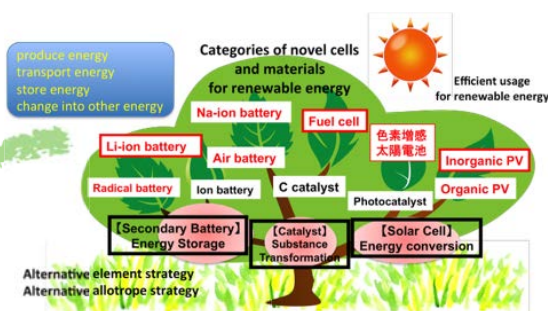 produce energy
transport energy
store energy
change into other energy
Categories of novel cells
and materials
for renewable energy
Efficient usage
for renewable energy
Na-ion battery
Fuel cell
色素増感
太陽電池
Li-ion battery
Air battery
Inorganic PV
Radical battery
Ion battery
C catalyst
Photocatalyst
Organic PV
【Secondary Battery】
Energy Storage
【Catalyst】
Substance
Transformation
【Solar Cell】
Energy conversion
Alternative element strategy
Alternative allotrope strategy